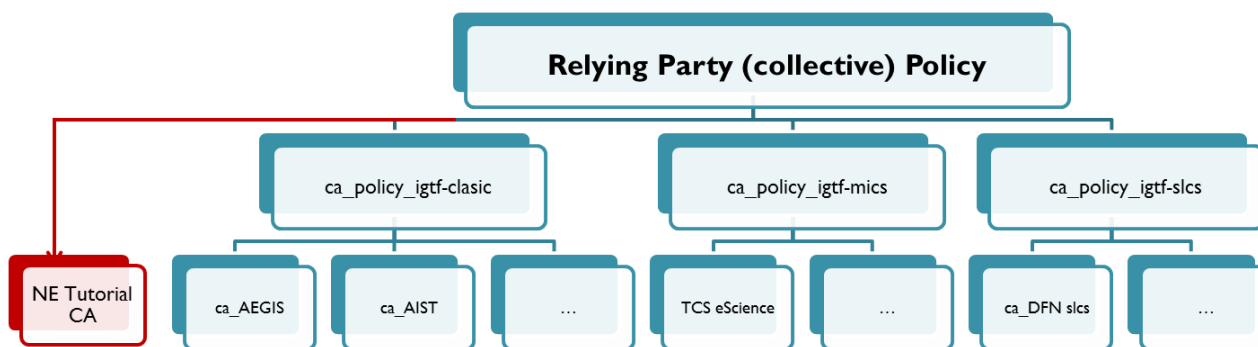 Relying Party (collective) Policy
ca_policy_igtf-clasic
ca_policy_igtf-mics
ca_policy_igtf-slcs
NE Tutorial
CA
ca_AEGIS
ca_AIST
...
TCS eScience
...
ca_DFN slcs
...